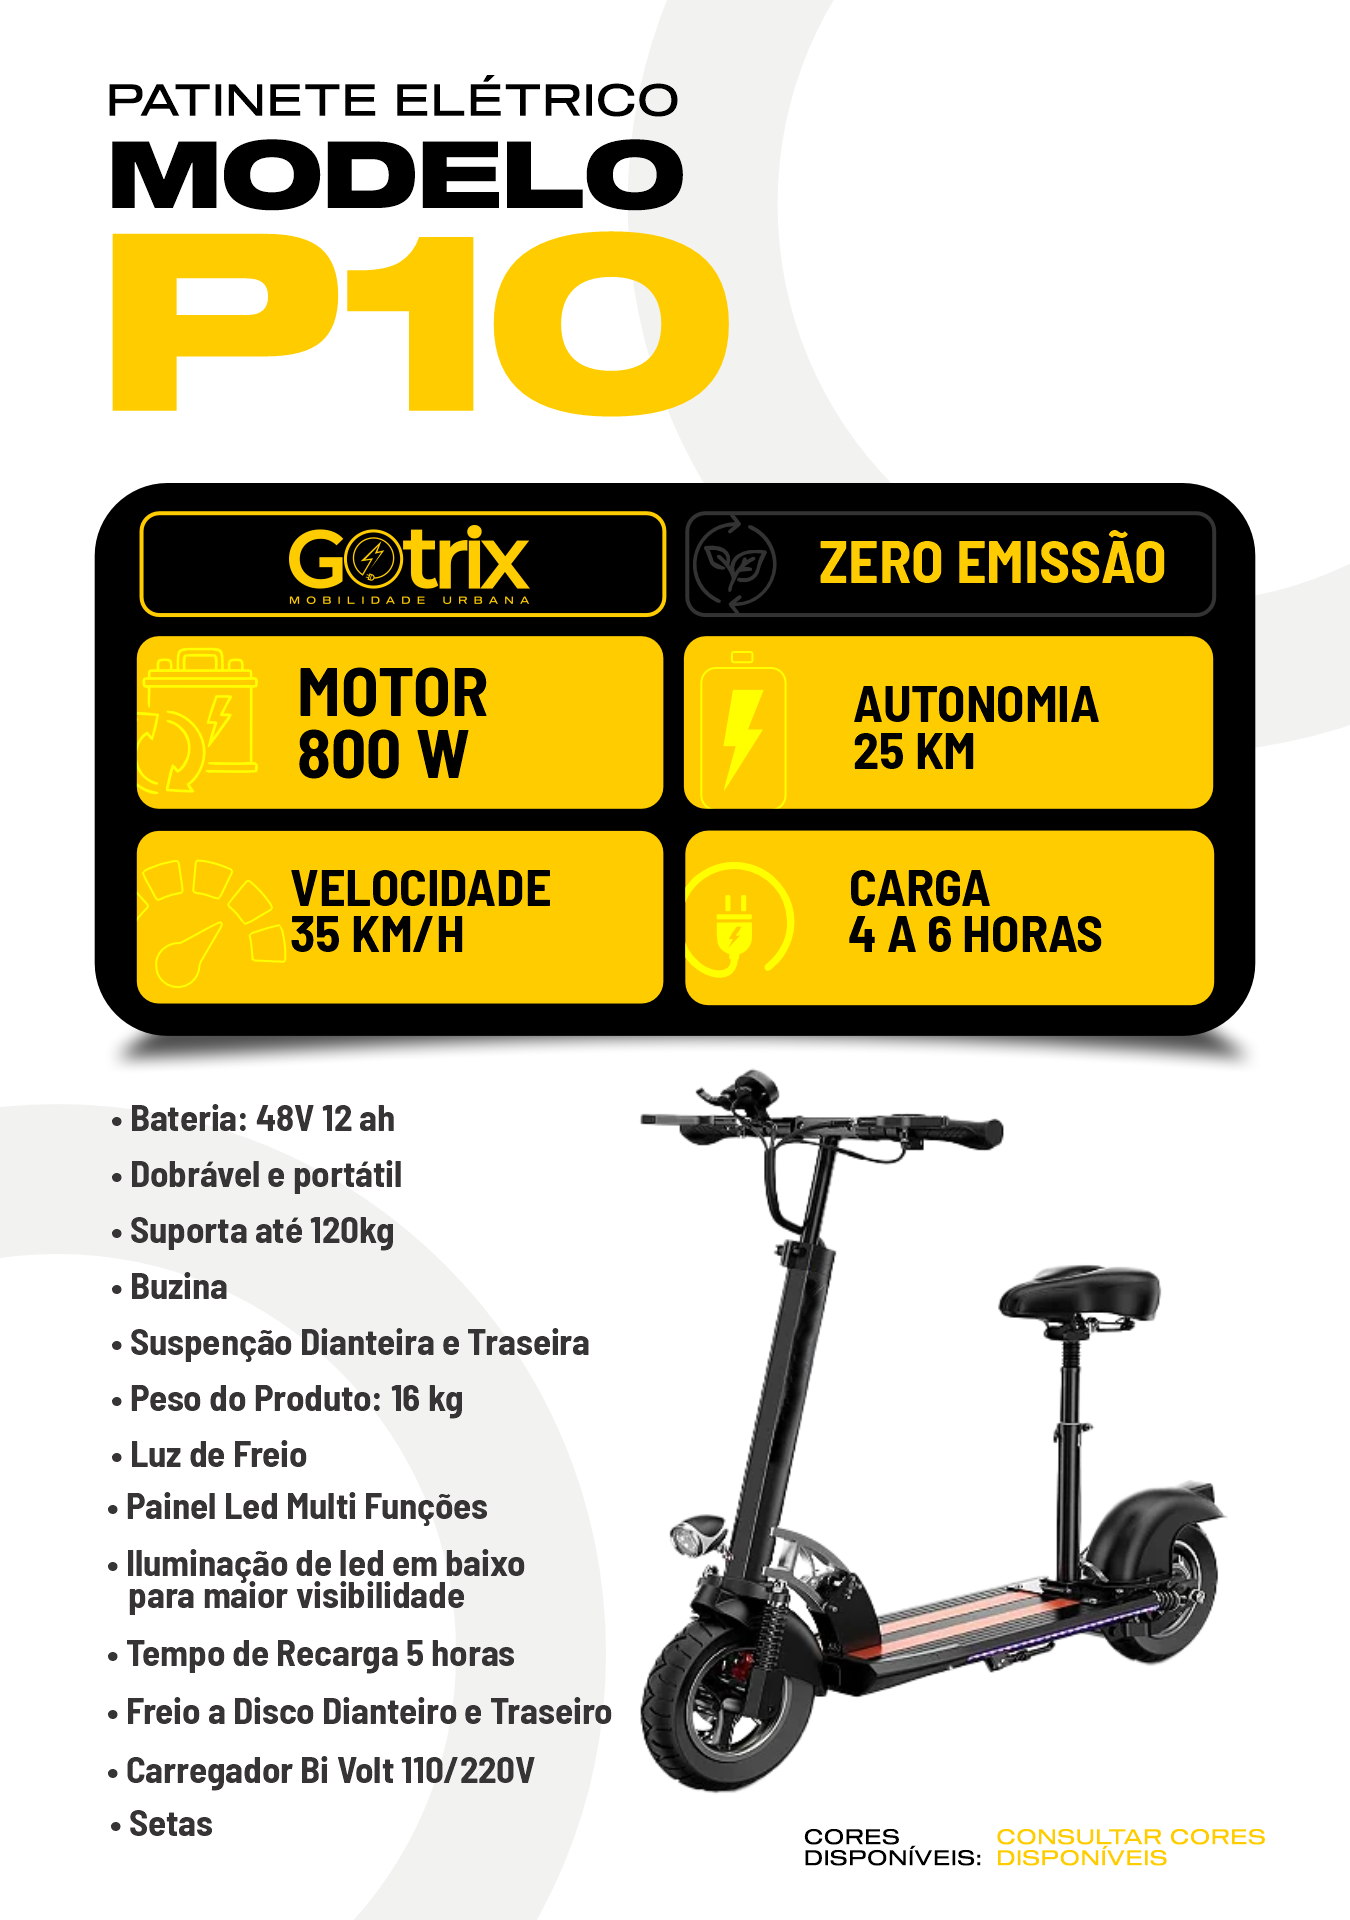 PATINETE ELÉTRICO
MODELO
P10
GOtrix
MOBILIDADE URBANA
ZERO EMISSÃO
MOTOR
800 W
AUTONOMIA
25 KM
VELOCIDADE
35 KM/H
CARGA
4 A 6 HORAS
• Bateria: 48V 12 ah
• Dobrável e portátil
• Suporta até 120kg
• Buzina
• Suspenção Dianteira e Traseira
• Peso do Produto: 16 kg
• Luz de Freio
• Painel Led Multi Funções
• Iluminação de led em baixo
para maior visibilidade
• Tempo de Recarga 5 horas
• Freio a Disco Dianteiro e Traseiro
• Carregador Bi Volt 110/220V
• Setas
CORES
DISPONÍVEIS:
CONSULTAR CORES
DISPONÍVEIS